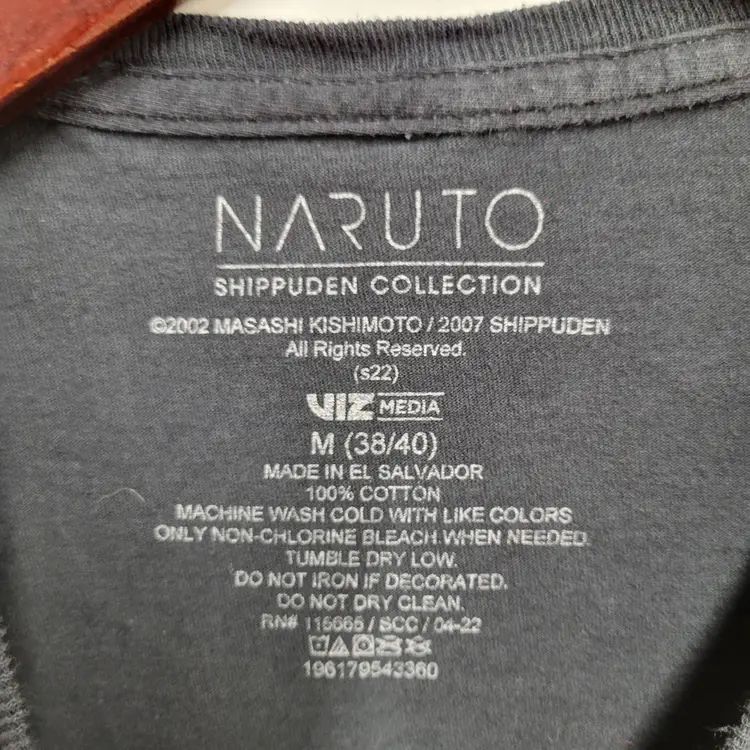 NARUTO
SHIPPUDEN COLLECTION
©2002 MASASHI KISHIMOTO / 2007 SHIPPUDEN
All Rights Reserved.
(s22)
VIZ MEDIA
M (38/40)
MADE IN EL SALVADOR
100% COTTON
MACHINE WASH COLD WITH LIKE COLORS
ONLY NON-CHLORINE BLEACH WHEN NEEDED.
TUMBLE DRY LOW.
DO NOT IRON IF DECORATED.
DO NOT DRY CLEAN.
RN# 115665 / SCC / 04-22
196179543360